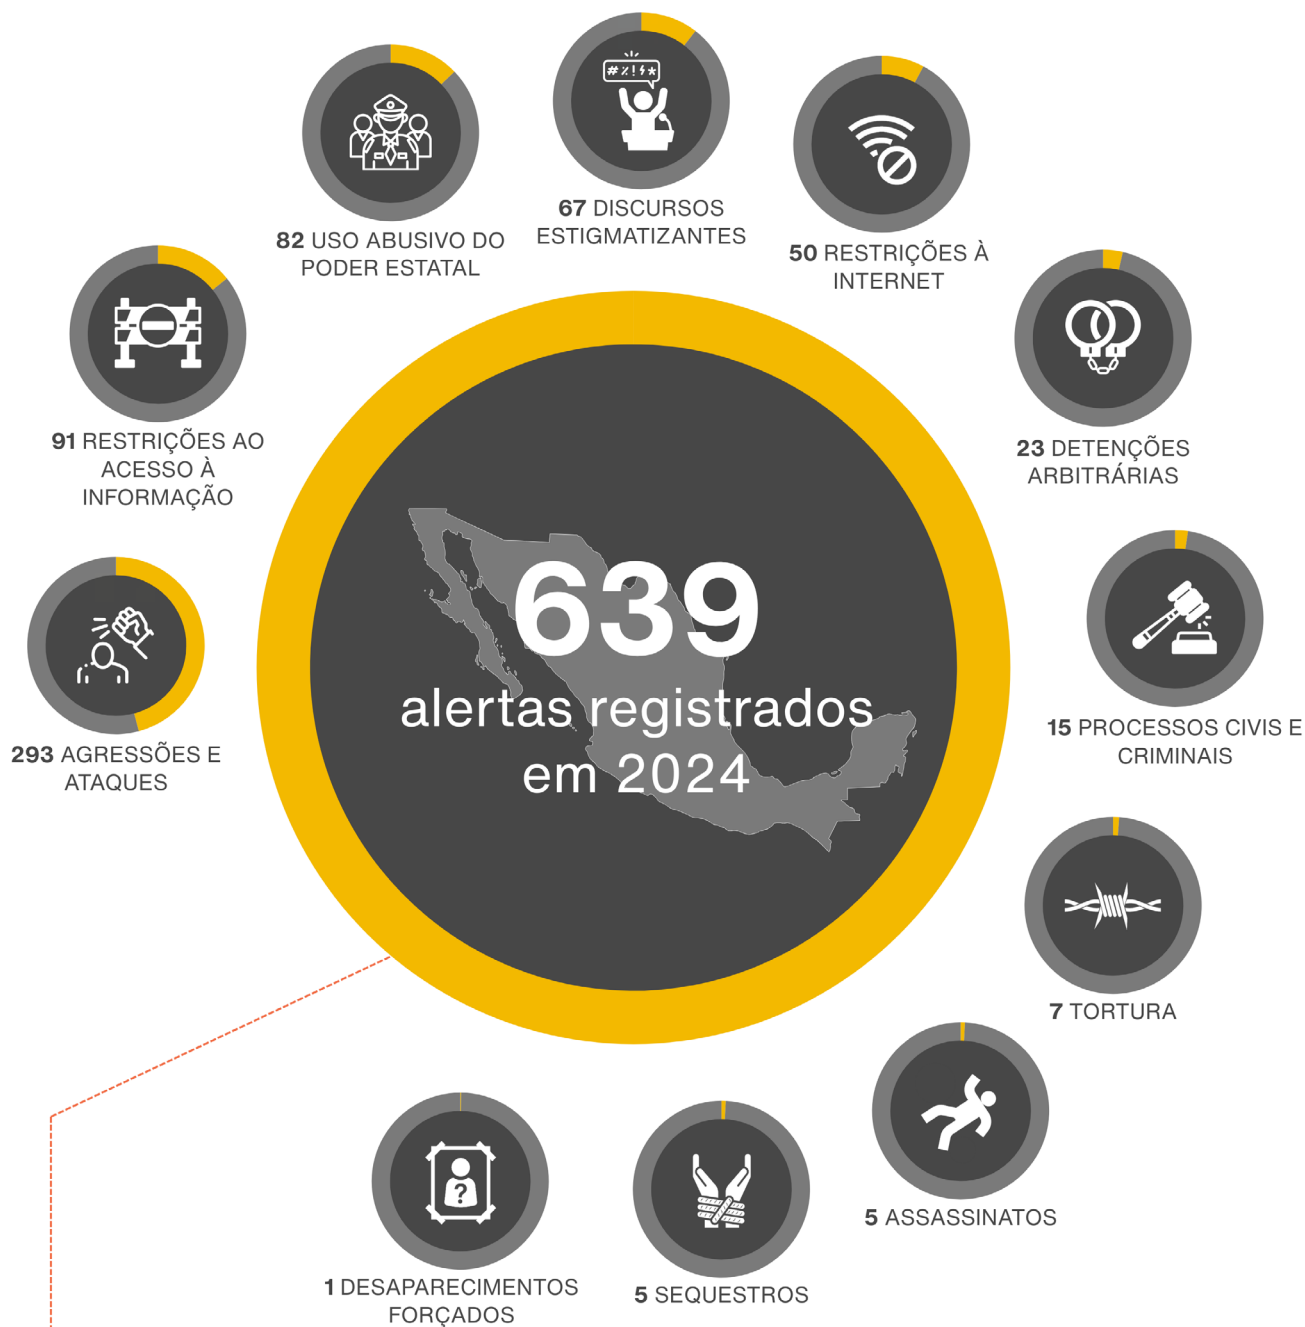 #%!⚡*
67 DISCURSOS
ESTIGMATIZANTES
82 USO ABUSIVO DO
PODER ESTATAL
50 RESTRIÇÕES À
INTERNET
91 RESTRIÇÕES AO
ACESSO À
INFORMAÇÃO
23 DETENÇÕES
ARBITRÁRIAS
639
alertas registrados
em 2024
293 AGRESSÕES E
ATAQUES
15 PROCESSOS CIVIS E
CRIMINAIS
7 TORTURA
5 ASSASSINATOS
?
1 DESAPARECIMENTOS
FORÇADOS
5 SEQUESTROS